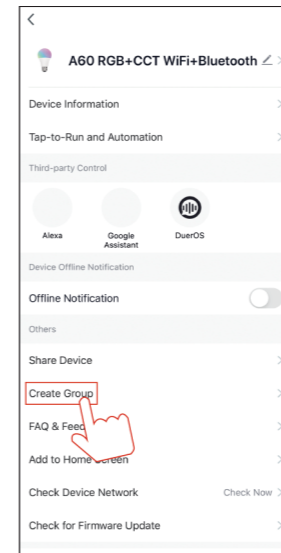 A60 RGB+CCT WiFi+Bluetooth
Device Information
Tap-to-Run and Automation
Third-party Control
Alexa
Google
Assistant
DuerOS
Device Offline Notification
Offline Notification
Others
Share Device
Create Group
FAQ & Feed
Add to Home Screen
Check Device Network Check Now
Check for Firmware Update